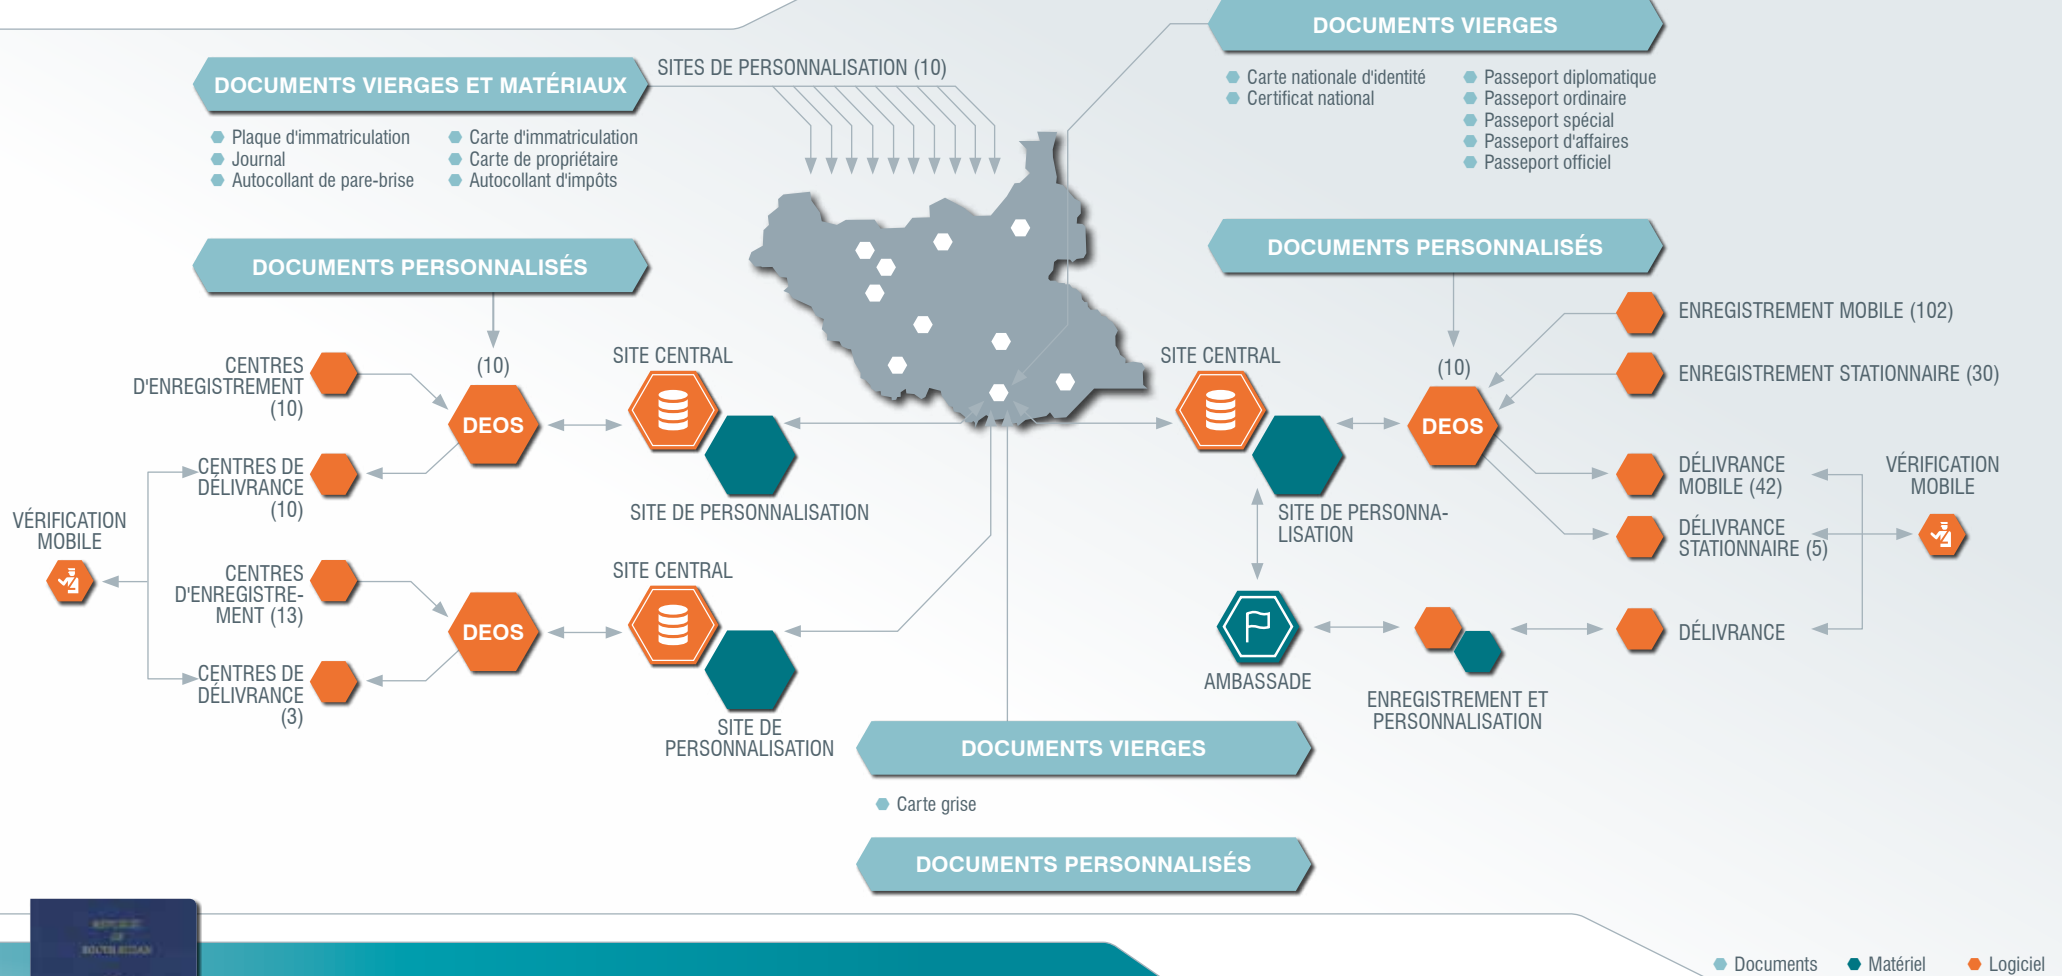 DOCUMENTS VIERGES ET MATÉRIAUX
Plaque d'immatriculation
Journal
Autocollant de pare-brise
Carte d'immatriculation
Carte de propriétaire
Autocollant d'impôts
SITES DE PERSONNALISATION (10)
DOCUMENTS VIERGES
Carte nationale d'identité
Certificat national
Passeport diplomatique
Passeport ordinaire
Passeport spécial
Passeport d'affaires
Passeport officiel
DOCUMENTS PERSONNALISÉS
(10)
CENTRES
D'ENREGISTREMENT
(10)
DEOS
SITE CENTRAL
SITE DE PERSONNALISATION
CENTRES DE
DÉLIVRANCE
(10)
VÉRIFICATION
MOBILE
CENTRES
D'ENREGISTRE-
MENT (13)
DEOS
SITE CENTRAL
SITE DE
PERSONNALISATION
CENTRES DE
DÉLIVRANCE
(3)
DOCUMENTS PERSONNALISÉS
(10)
SITE CENTRAL
DEOS
SITE DE PERSONNA-
LISATION
ENREGISTREMENT MOBILE (102)
ENREGISTREMENT STATIONNAIRE (30)
DÉLIVRANCE
MOBILE (42)
DÉLIVRANCE
STATIONNAIRE (5)
VÉRIFICATION
MOBILE
AMBASSADE
ENREGISTREMENT ET
PERSONNALISATION
DÉLIVRANCE
DOCUMENTS VIERGES
Carte grise
DOCUMENTS PERSONNALISÉS
REPUBLIC
OF
SOUTH SUDAN
Documents
Matériel
Logiciel